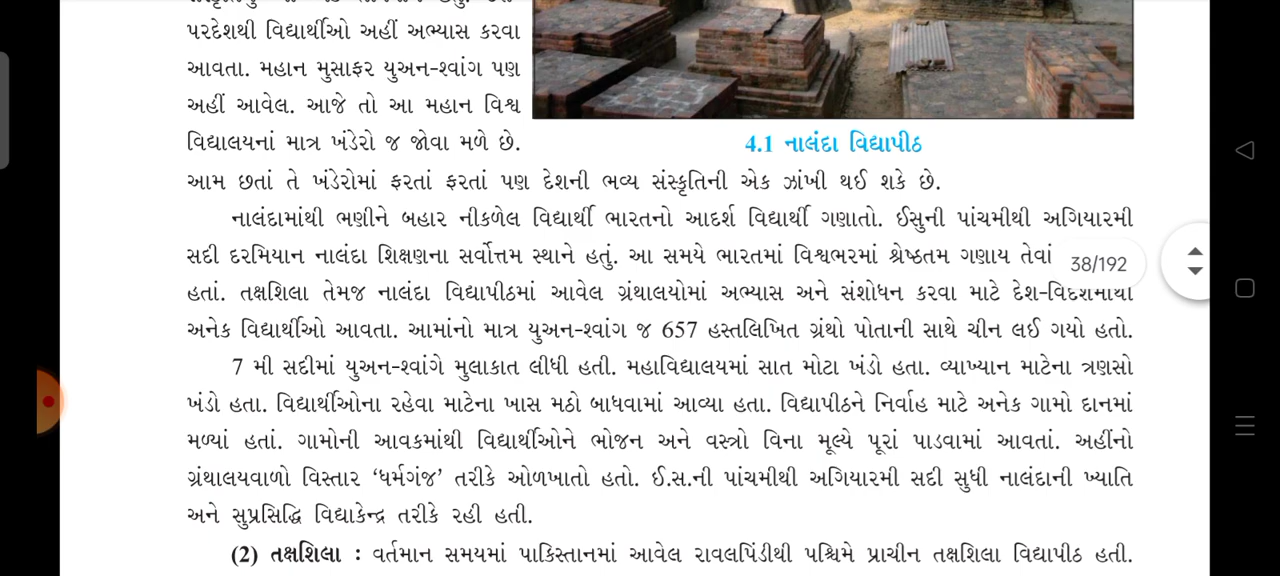 પરદેશથી વિદ્યાર્થીઓ અહીં અભ્યાસ કરવા
આવતા. મહાન મુસાફર યુઅન-શ્વાંગ પણ
અહીં આવેલ. આજે તો આ મહાન વિશ્વ
વિદ્યાલયનાં માત્ર ખંડેરો જ જોવા મળે છે.
4.1 નાલંદા વિદ્યાપીઠ
આમ છતાં તે ખંડેરોમાં ફરતાં ફરતાં પણ દેશની ભવ્ય સંસ્કૃતિની એક ઝાંખી થઈ શકે છે.
નાલંદામાંથી ભણીને બહાર નીકળેલ વિદ્યાર્થી ભારતનો આદર્શ વિદ્યાર્થી ગણાતો. ઈસુની પાંચમીથી અગિયારમી
સદી દરમિયાન નાલંદા શિક્ષણના સર્વોત્તમ સ્થાને હતું. આ સમયે ભારતમાં વિશ્વભરમાં શ્રેષ્ઠતમ ગણાય તેવાં
38/192
હતાં. તક્ષશિલા તેમજ નાલંદા વિદ્યાપીઠમાં આવેલ ગ્રંથાલયોમાં અભ્યાસ અને સંશોધન કરવા માટે દેશ-વિદેશમાંથી
અનેક વિદ્યાર્થીઓ આવતા. આમાંનો માત્ર યુઅન-શ્વાંગ જ 657 હસ્તલિખિત ગ્રંથો પોતાની સાથે ચીન લઈ ગયો હતો.
7 મી સદીમાં યુઅન-શ્વાંગે મુલાકાત લીધી હતી. મહાવિદ્યાલયમાં સાત મોટા ખંડો હતા. વ્યાખ્યાન માટેના ત્રણસો
ખંડો હતા. વિદ્યાર્થીઓના રહેવા માટેના ખાસ મઠો બાધવામાં આવ્યા હતા. વિદ્યાપીઠને નિર્વાહ માટે અનેક ગામો દાનમાં
મળ્યાં હતાં. ગામોની આવકમાંથી વિદ્યાર્થીઓને ભોજન અને વસ્ત્રો વિના મૂલ્યે પૂરાં પાડવામાં આવતાં. અહીંનો
ગ્રંથાલયવાળો વિસ્તાર ‘ધર્મગંજ’ તરીકે ઓળખાતો હતો. ઈ.સ.ની પાંચમીથી અગિયારમી સદી સુધી નાલંદાની ખ્યાતિ
અને સુપ્રસિદ્ધિ વિદ્યાકેન્દ્ર તરીકે રહી હતી.
(2) તક્ષશિલા : વર્તમાન સમયમાં પાકિસ્તાનમાં આવેલ રાવલપિંડીથી પશ્ચિમે પ્રાચીન તક્ષશિલા વિદ્યાપીઠ હતી.